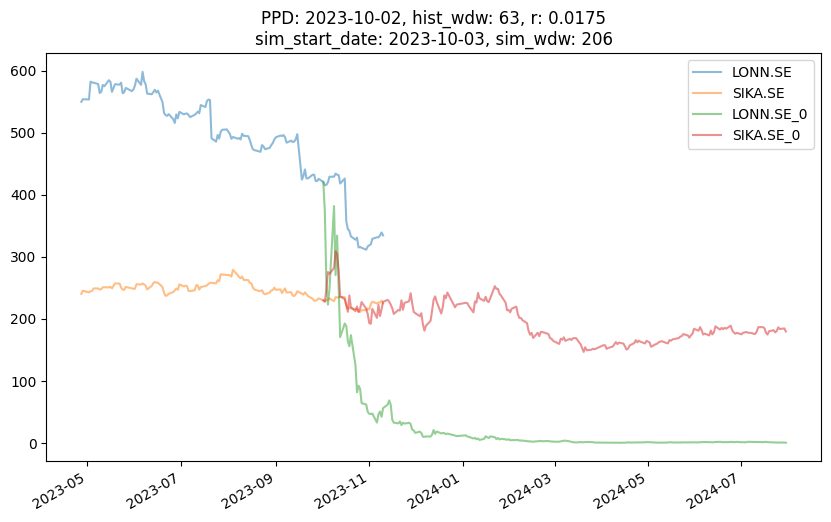 PPD: 2023-10-02, hist_wdw: 63, r: 0.0175
sim_start_date: 2023-10-03, sim_wdw: 206
LONN.SE
SIKA.SE
LONN.SE_0
SIKA.SE_0
600
500
400
300
200
100
0
2023-05
2023-07
2023-09
2023-11
2024-01
2024-03
2024-05
2024-07